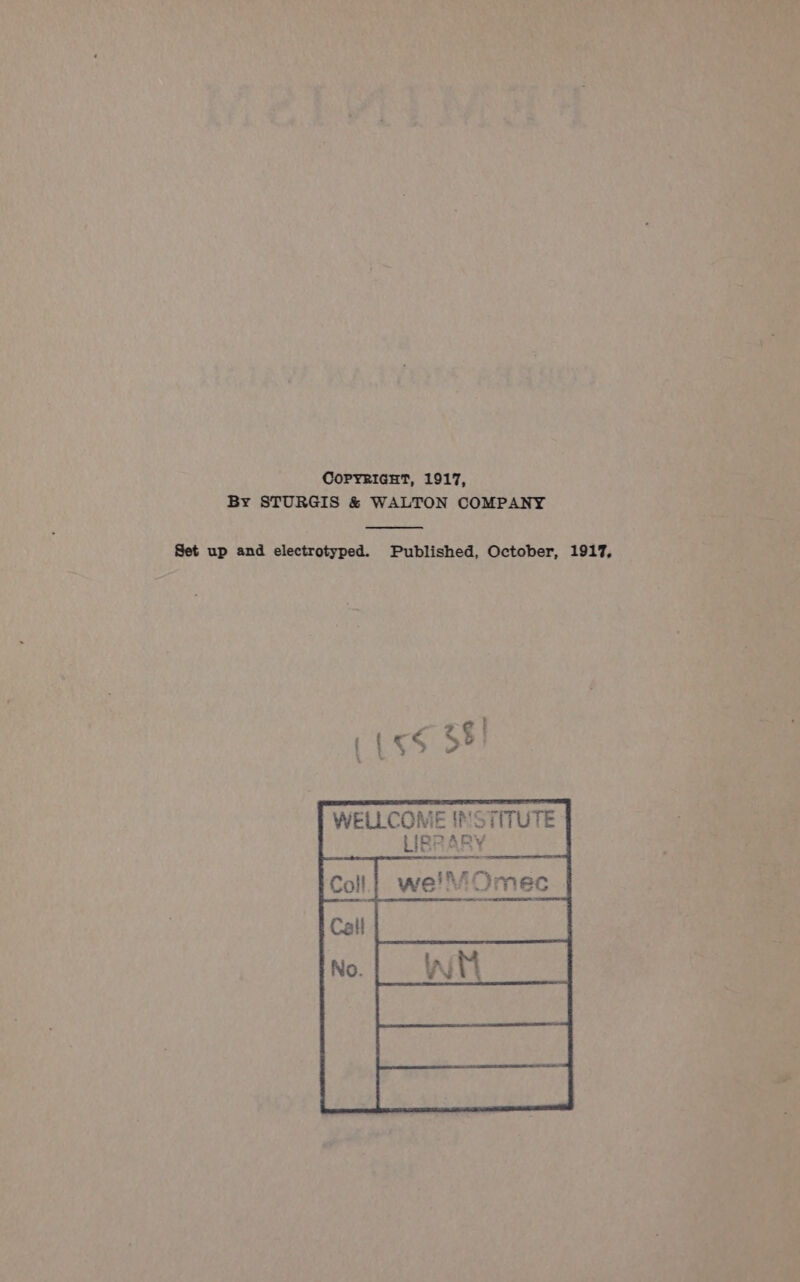 COPYRIGHT, 1917,
By STURGIS & WALTON COMPANY
Set up and electrotyped. Published, October, 1917.
WELLCOME INSTITUTE
LIBRARY
Coll. welMOmec
Call
No. WM